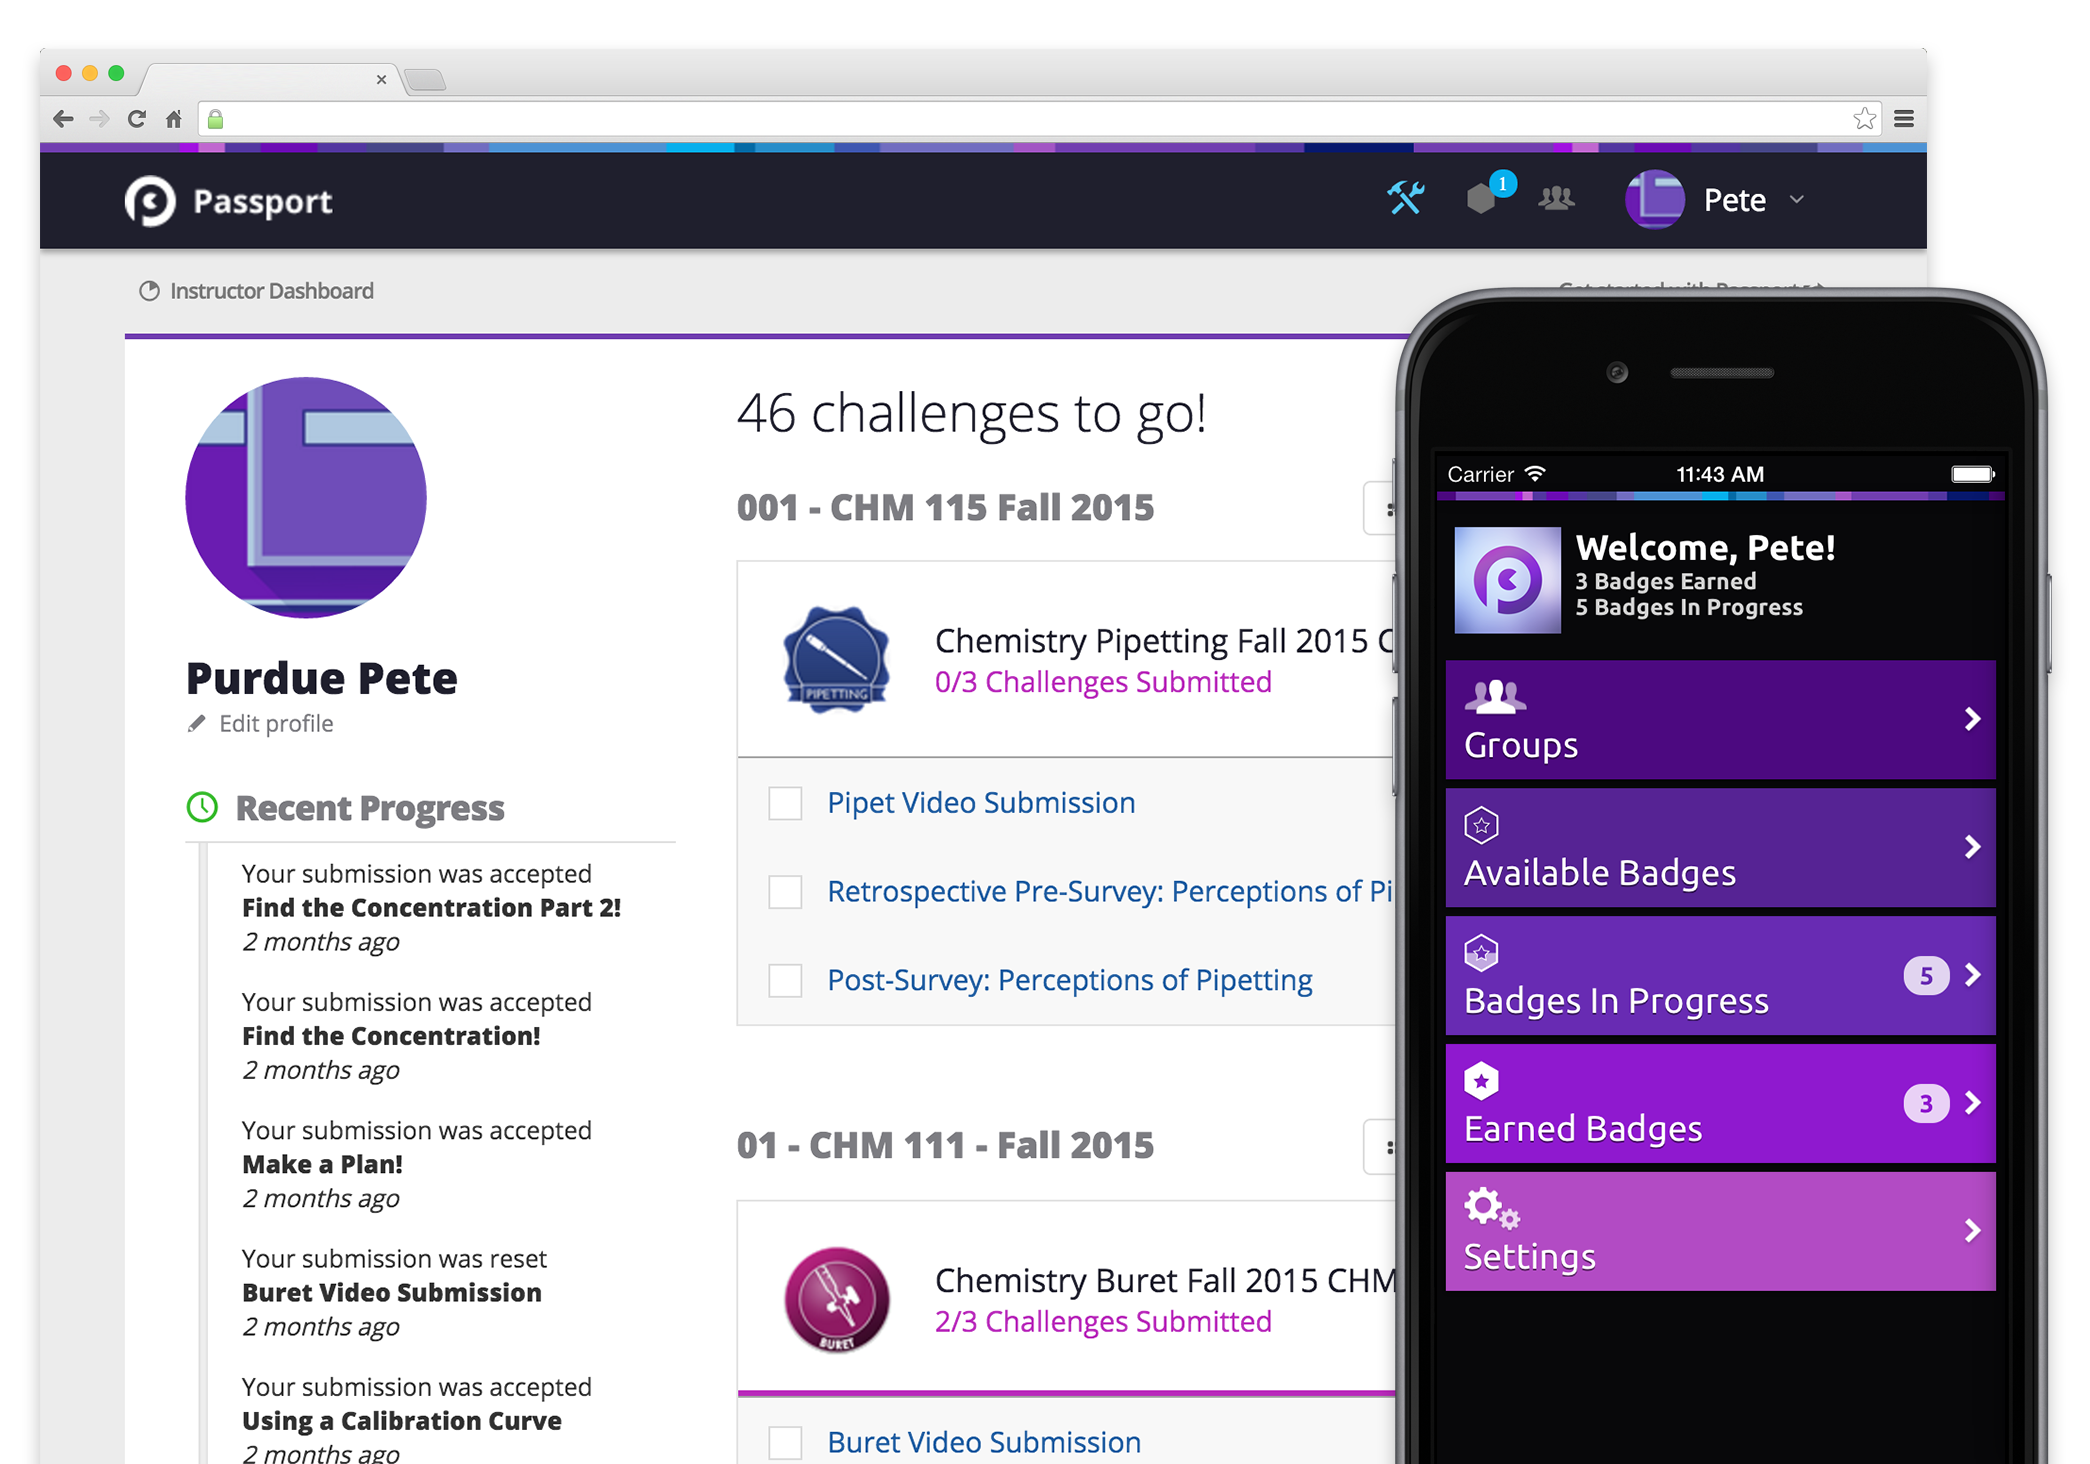 Passport
1
Pete
Instructor Dashboard
Get started with Passport
46 challenges to go!
001 - CHM 115 Fall 2015
PIPETTING
Chemistry Pipetting Fall 2015
0/3 Challenges Submitted
Pipet Video Submission
Retrospective Pre-Survey: Perceptions of
Post-Survey: Perceptions of Pipetting
01 - CHM 111 - Fall 2015
BURET
Chemistry Buret Fall 2015 CHM
2/3 Challenges Submitted
Buret Video Submission
Purdue Pete
Edit profile
Recent Progress
Your submission was accepted
Find the Concentration Part 2!
2 months ago
Your submission was accepted
Find the Concentration!
2 months ago
Your submission was accepted
Make a Plan!
2 months ago
Your submission was reset
Buret Video Submission
2 months ago
Your submission was accepted
Using a Calibration Curve
2 months ago
Carrier 11:43 AM
Welcome, Pete!
3 Badges Earned
5 Badges In Progress
Groups
Available Badges
Badges In Progress
5
Earned Badges
3
Settings